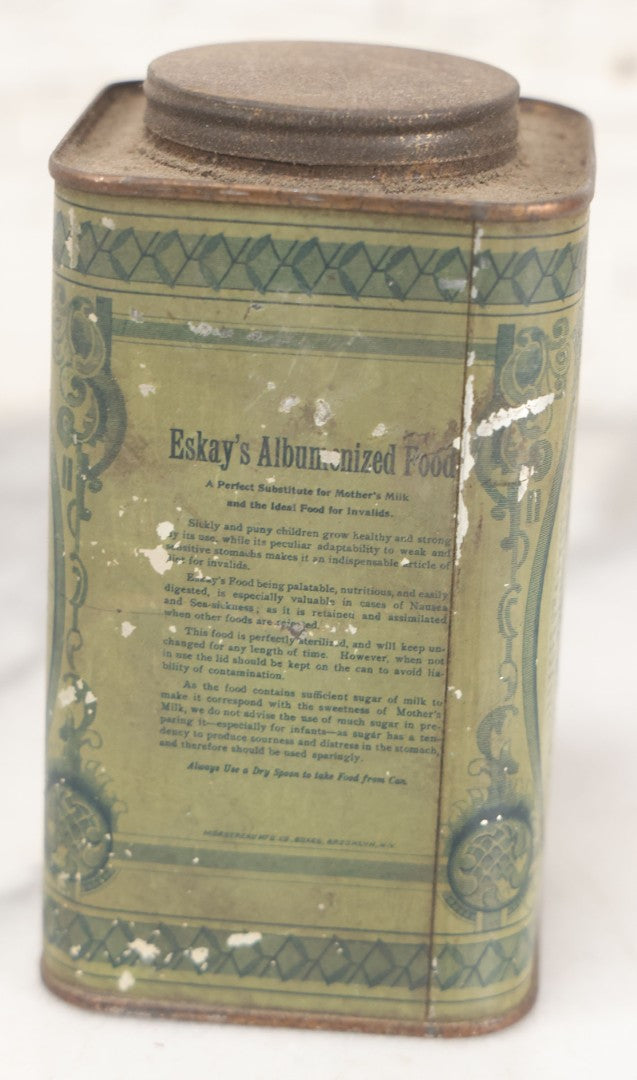 Eskay's Albumenized Food
A Perfect Substitute for Mother's Milk
and the Ideal Food for Invalids.
Sickly and puny children grow healthy and strong
by its use, while its peculiar adaptability to weak and
sensitive stomachs makes it an indispensable article of
diet for invalids.
Eskay's Food being palatable, nutritious, and easily
digested, is especially valuable in cases of Nausea
and Sea-sickness; as it is retained and assimilated
when other foods are rejected.
This food is perfectly sterilized, and will keep un-
changed for any length of time. However, when not
in use the lid should be kept on the can to avoid lia-
bility of contamination.
As the food contains sufficient sugar of milk to
make it correspond with the sweetness of Mother's
Milk, we do not advise the use of much sugar in pre-
paring it—especially for infants—as sugar has a ten-
dency to produce sourness and distress in the stomach,
and therefore should be used sparingly.
Always Use a Dry Spoon to take Food from Can.
BROOKLYN, N.Y.